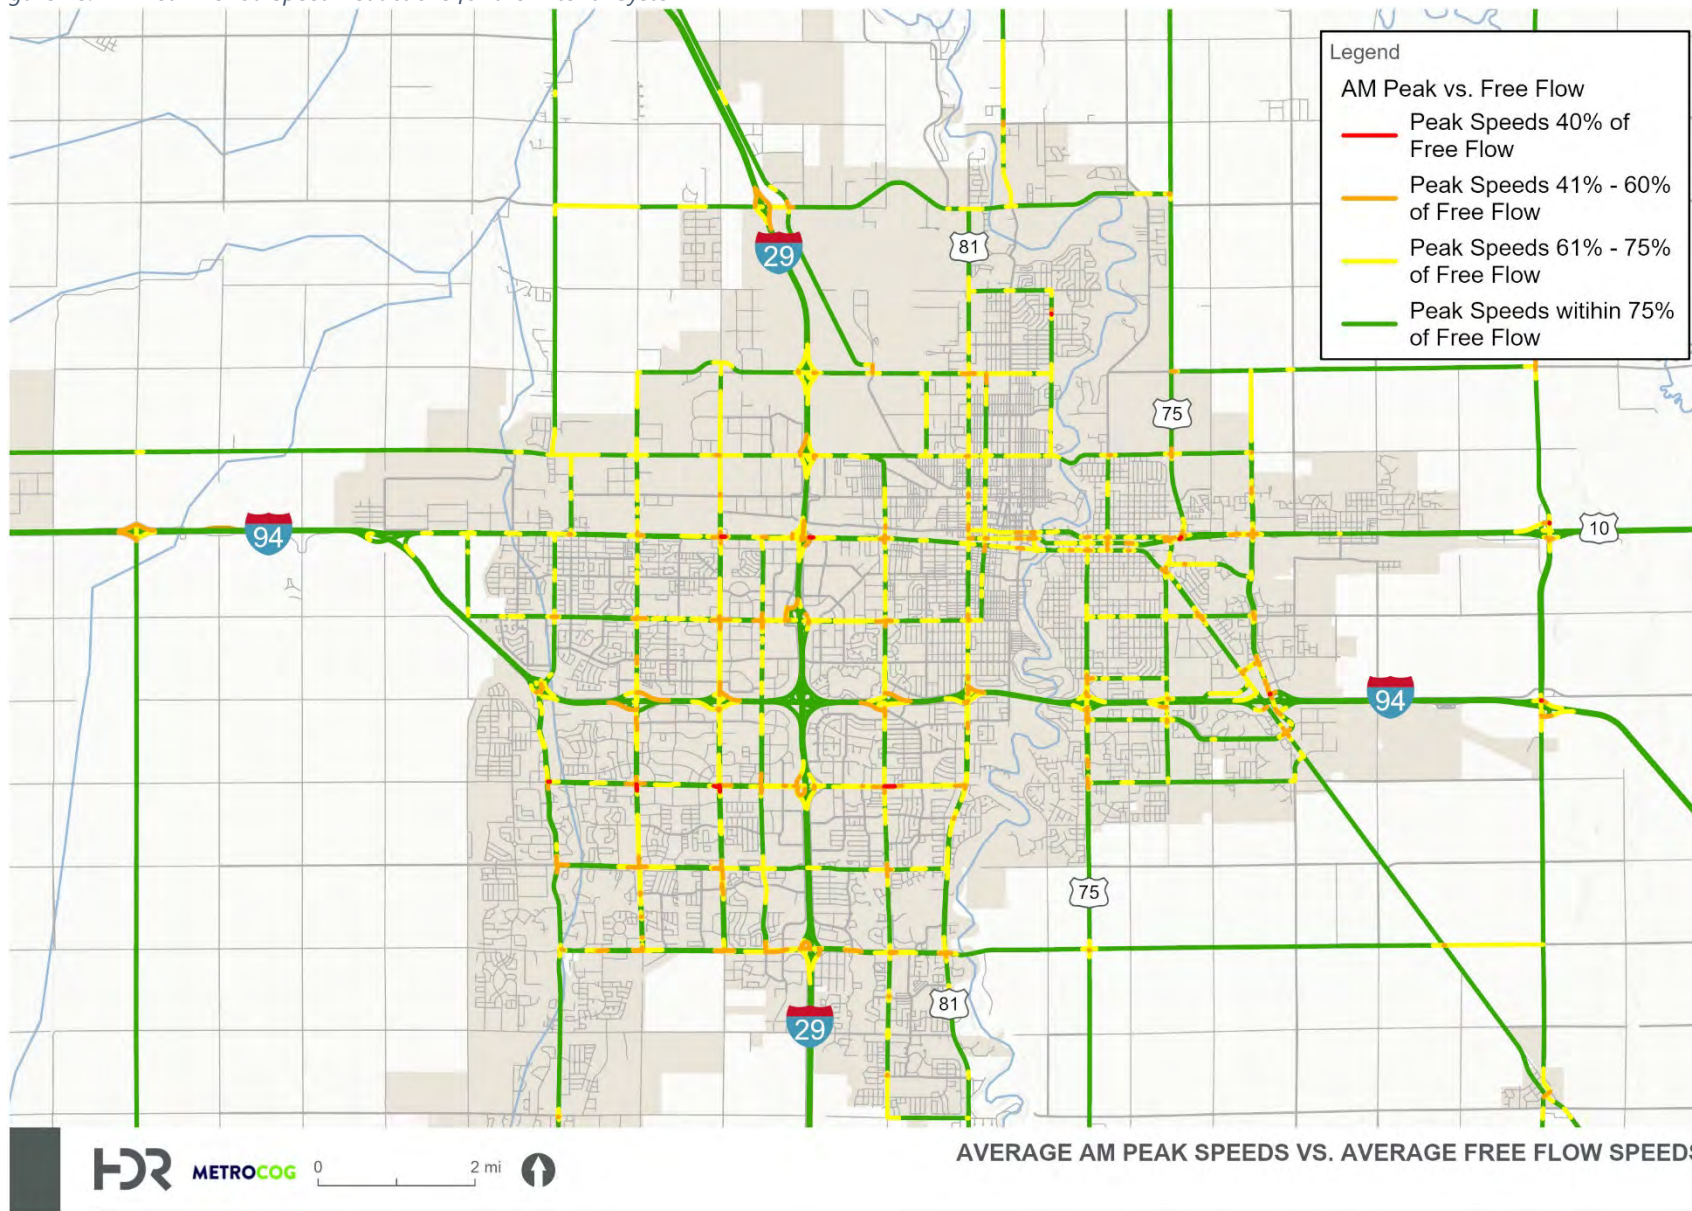 Legend
AM Peak vs. Free Flow
Peak Speeds 40% of
Free Flow
Peak Speeds 41% - 60%
of Free Flow
Peak Speeds 61% - 75%
of Free Flow
Peak Speeds witihin 75%
of Free Flow
29
81
75
94
10
94
75
81
29
HDR
METROCOG
0
2 mi
AVERAGE AM PEAK SPEEDS VS. AVERAGE FREE FLOW SPEEDS